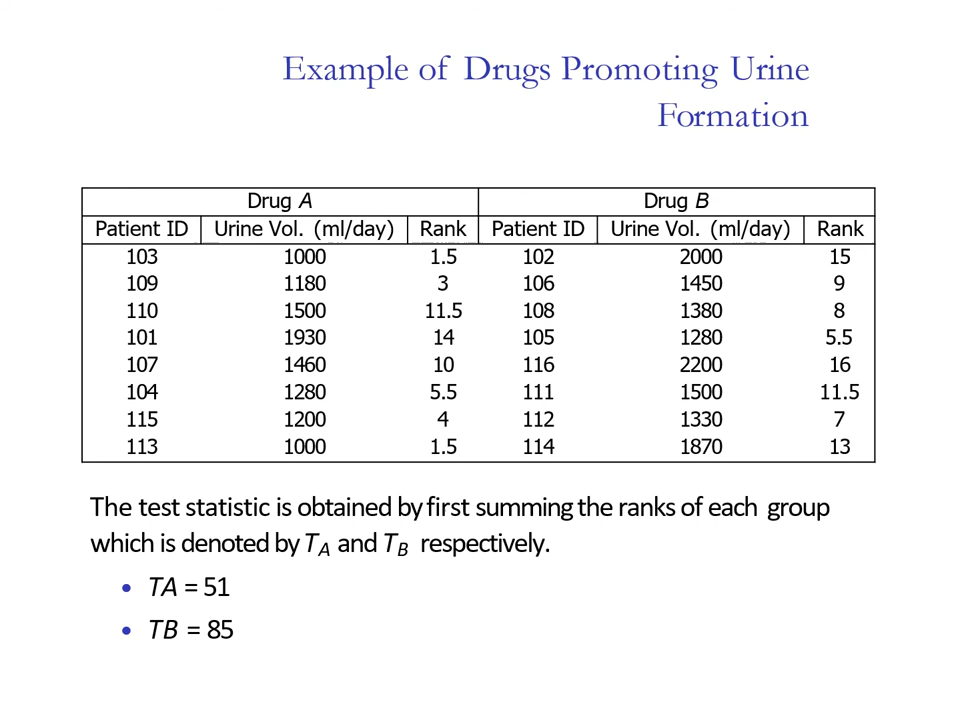 Example of Drugs Promoting Urine
Formation
Drug A Drug B
Patient ID Urine Vol. (ml/day) Rank Patient ID Urine Vol. (ml/day) Rank
103 1000 1.5 102 2000 15
109 1180 3 106 1450 9
110 1500 11.5 108 1380 8
101 1930 14 105 1280 5.5
107 1460 10 116 2200 16
104 1280 5.5 111 1500 11.5
115 1200 4 112 1330 7
113 1000 1.5 114 1870 13
The test statistic is obtained by first summing the ranks of each group
which is denoted by TA and TB respectively.
• TA = 51
• TB = 85